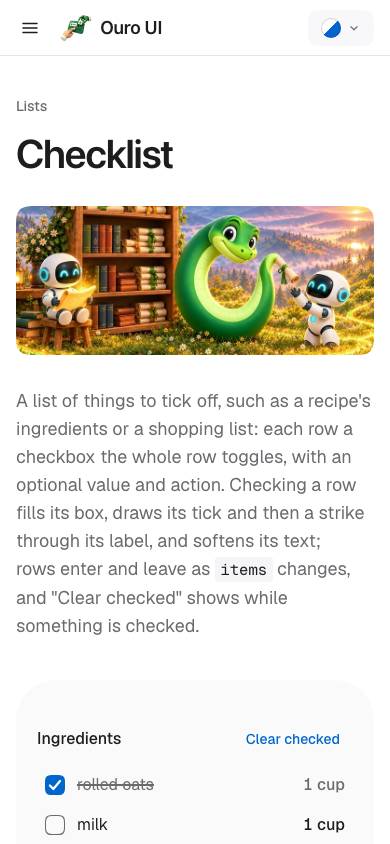 Ouro UI
Lists
Checklist
A list of things to tick off, such as a recipe's
ingredients or a shopping list: each row a
checkbox the whole row toggles, with an
optional value and action. Checking a row
fills its box, draws its tick and then a strike
through its label, and softens its text;
rows enter and leave as items changes,
and "Clear checked" shows while
something is checked.
Ingredients Clear checked
rolled oats 1 cup
milk 1 cup